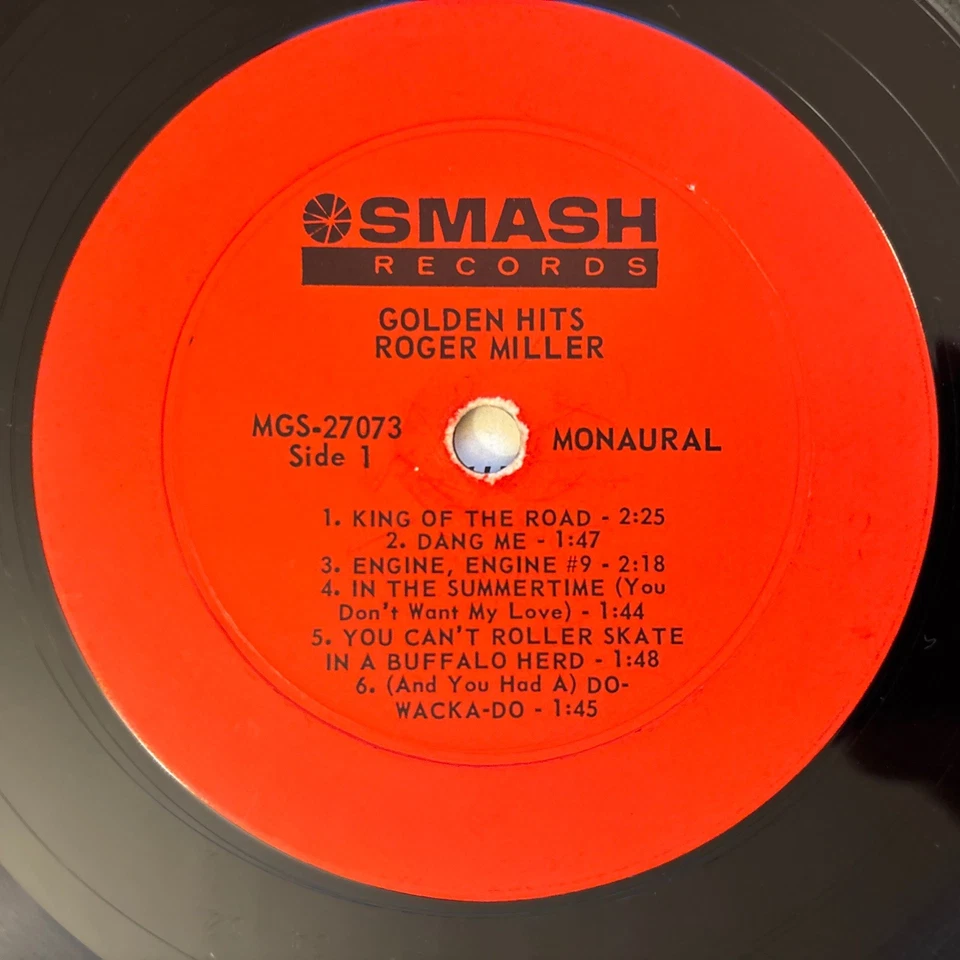 SMASH
RECORDS
GOLDEN HITS
ROGER MILLER
MGS-27073
Side 1
MONAURAL
1. KING OF THE ROAD - 2:25
2. DANG ME - 1:47
3. ENGINE, ENGINE #9 - 2:18
4. IN THE SUMMERTIME (You
Don't Want My Love) - 1:44
5. YOU CAN'T ROLLER SKATE
IN A BUFFALO HERD - 1:48
6. (And You Had A) DO-
WACKA-DO - 1:45